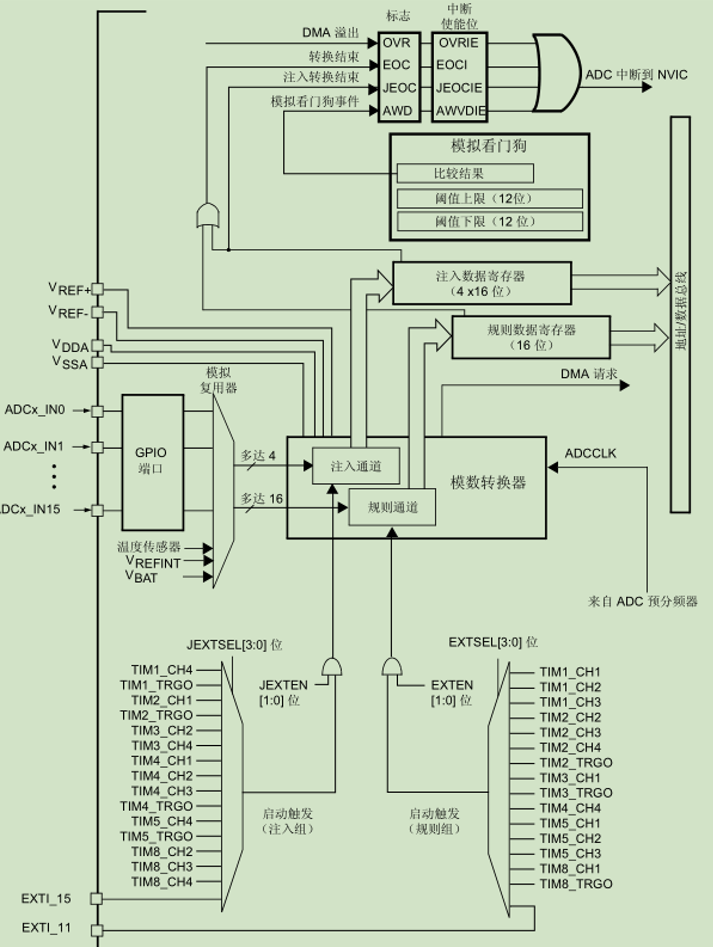 标志
中断
使能位
DMA 溢出
OVR
OVRIE
转换结束
EOC
EOCI
注入转换结束
JEOC
JEOCIE
ADC 中断到 NVIC
模拟看门狗事件
AWD
AWVDIE
模拟看门狗
比较结果
阈值上限（12位）
阈值下限（12 位）
地址/数据总线
VREF+
VREF-
VDDA
VSSA
注入数据寄存器
（4 x16 位）
规则数据寄存器
（16 位）
DMA 请求
模拟
复用器
ADCx_IN0
ADCx_IN1
DCx_IN15
GPIO
端口
多达 4
多达 16
注入通道
规则通道
模数转换器
ADCCLK
温度传感器
VREFINT
VBAT
来自 ADC 预分频器
JEXTSEL[3:0] 位
EXTSEL[3:0] 位
JEXTEN
[1:0] 位
EXTEN
[1:0] 位
TIM1_CH4
TIM1_TRGO
TIM2_CH1
TIM2_TRGO
TIM3_CH2
TIM3_CH4
TIM4_CH1
TIM4_CH2
TIM4_CH3
TIM4_TRGO
TIM5_CH4
TIM5_TRGO
TIM8_CH2
TIM8_CH3
TIM8_CH4
启动触发
（注入组）
启动触发
（规则组）
TIM1_CH1
TIM1_CH2
TIM1_CH3
TIM2_CH2
TIM2_CH3
TIM2_CH4
TIM2_TRGO
TIM3_CH1
TIM3_TRGO
TIM4_CH4
TIM5_CH1
TIM5_CH2
TIM5_CH3
TIM8_CH1
TIM8_TRGO
EXTI_15
EXTI_11